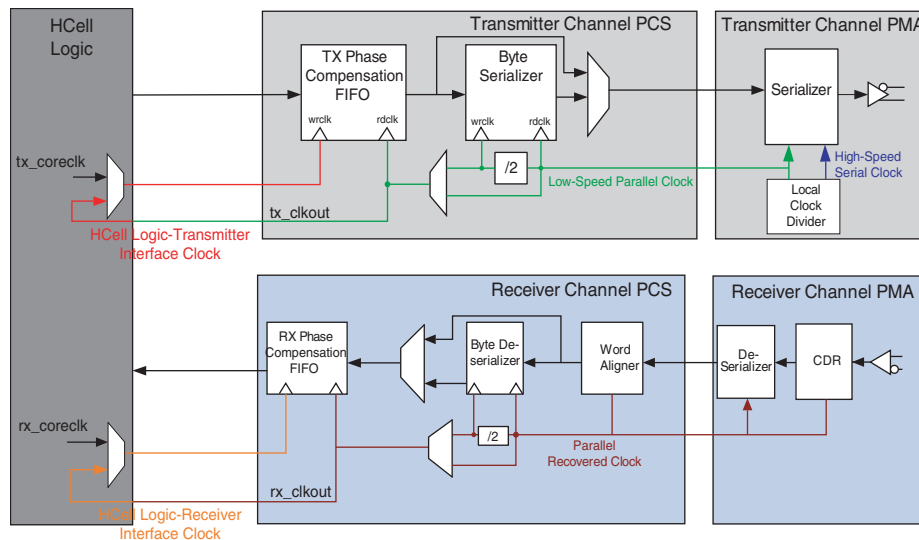 HCell
Logic
Transmitter Channel PCS
Transmitter Channel PMA
TX Phase
Compensation
FIFO
wrclk
rdclk
Byte
Serializer
wrclk
rdclk
Serializer
tx_coreclk
/2
Low-Speed Parallel Clock
High-Speed
Serial Clock
Local
Clock
Divider
tx_clkout
HCell Logic-Transmitter
Interface Clock
Receiver Channel PCS
Receiver Channel PMA
RX Phase
Compensation
FIFO
Byte De-
serializer
Word
Aligner
De-
Serializer
CDR
rx_coreclk
/2
Parallel
Recovered Clock
rx_clkout
HCell Logic-Receiver
Interface Clock